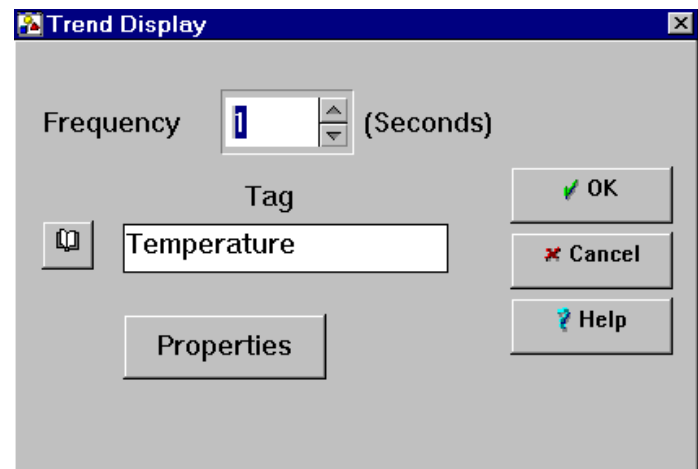 Trend Display
Frequency 1 (Seconds)
Tag
Temperature
Properties
OK
Cancel
Help